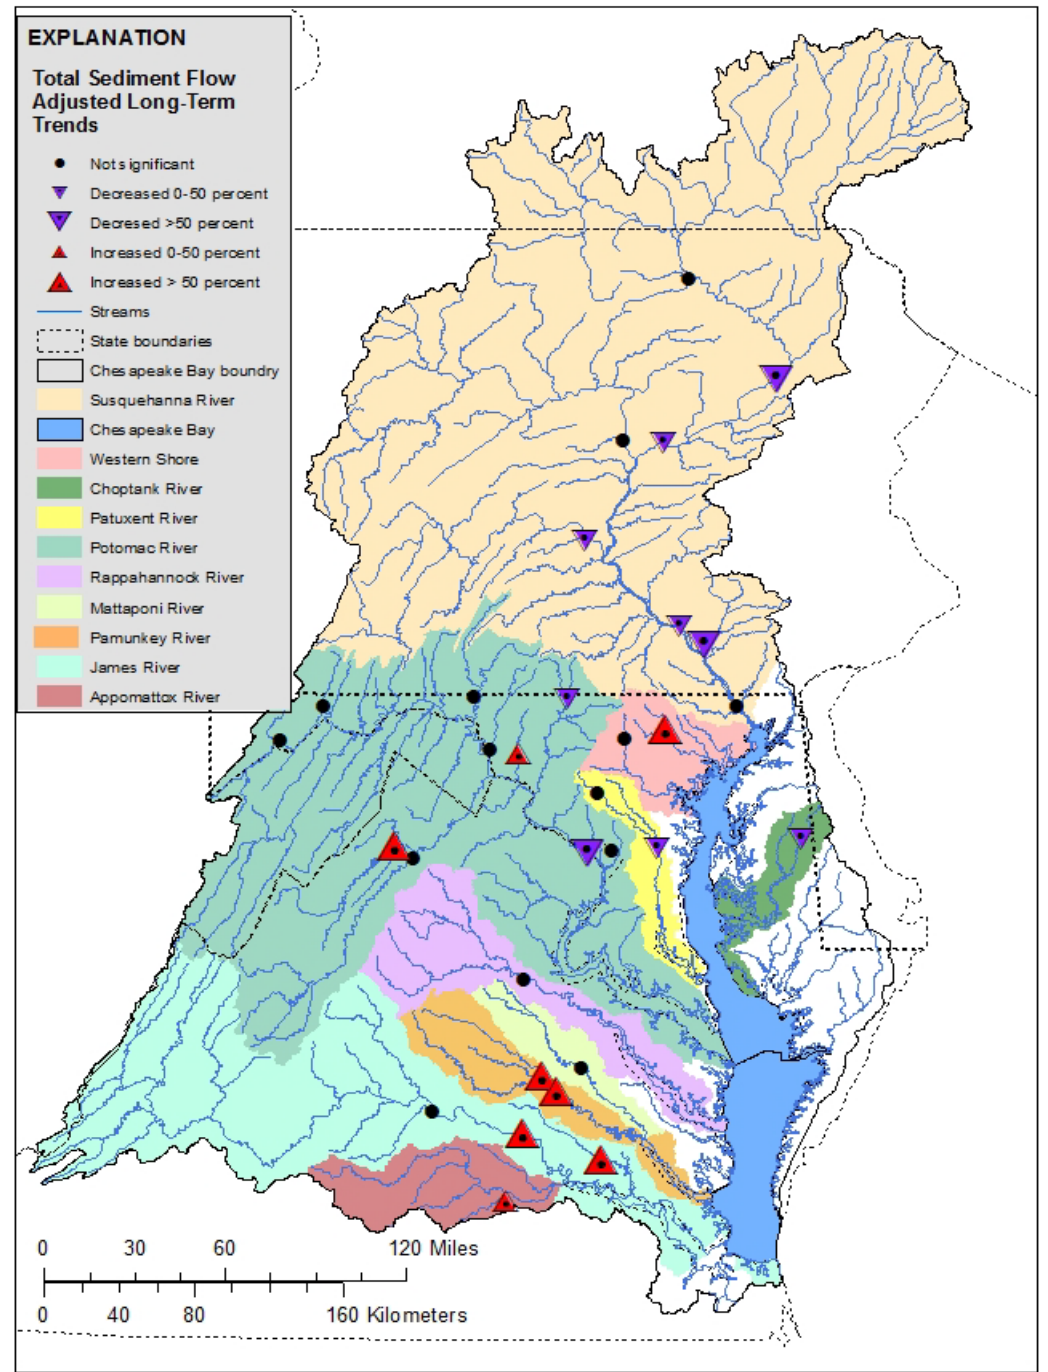 EXPLANATION
Total Sediment Flow
Adjusted Long-Term
Trends
Not significant
Decreased 0-50 percent
Decresed >50 percent
Increased 0-50 percent
Increased > 50 percent
Streams
State boundaries
Chesapeake Bay boundry
Susquehanna River
Chesapeake Bay
Western Shore
Choptank River
Patuxent River
Potomac River
Rappahannock River
Mattaponi River
Pamunkey River
James River
Appomattox River
0 30 60 120 Miles
0 40 80 160 Kilometers